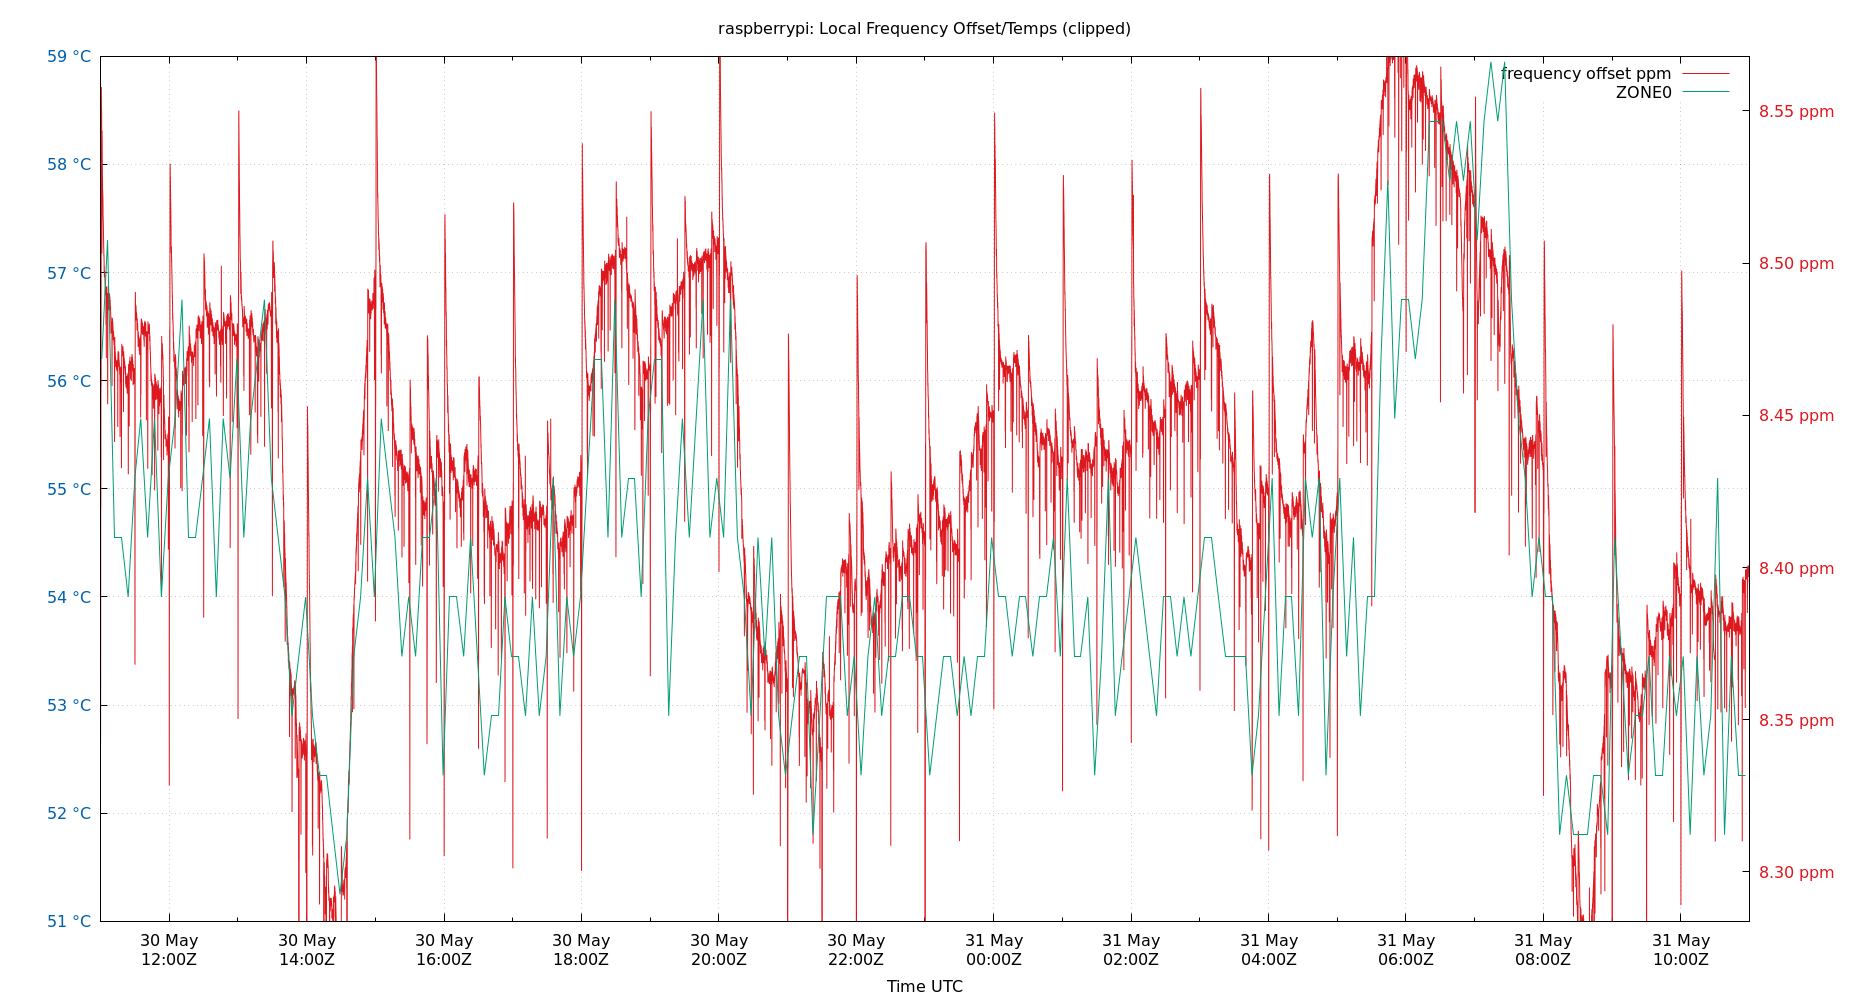 raspberrypi: Local Frequency Offset/Temps (clipped)
59 °C
58 °C
57 °C
56 °C
55 °C
54 °C
53 °C
52 °C
51 °C
frequency offset ppm
ZONE0
8.55 ppm
8.50 ppm
8.45 ppm
8.40 ppm
8.35 ppm
8.30 ppm
30 May 30 May 30 May 30 May 30 May 30 May 31 May 31 May 31 May 31 May 31 May 31 May
12:00Z 14:00Z 16:00Z 18:00Z 20:00Z 22:00Z 00:00Z 02:00Z 04:00Z 06:00Z 08:00Z 10:00Z
Time UTC